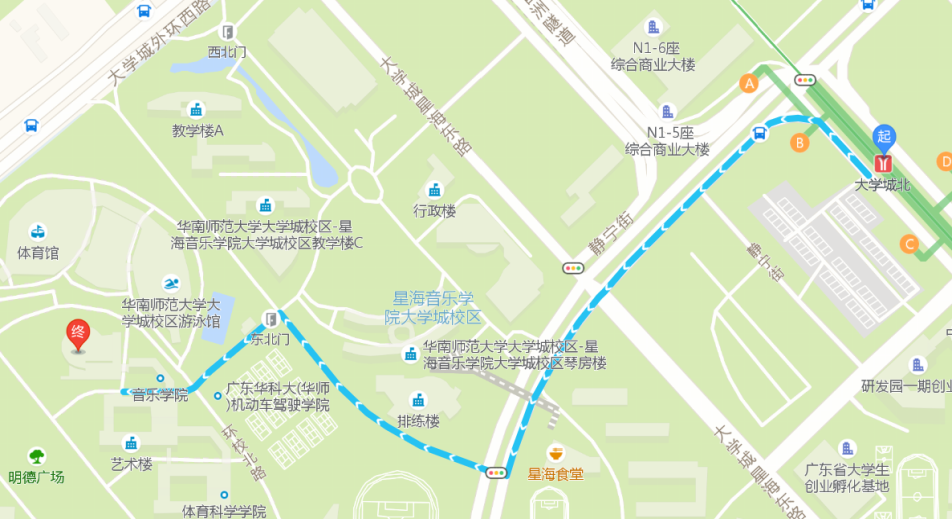 大学城外环西路
西北门
N1-6座
综合商业大楼
大学城星海东路
教学楼A
N1-5座
综合商业大楼
A
B
起
大学城北
D
C
行政楼
华南师范大学大学城校区-星
海音乐学院大学城校区教学楼C
体育馆
静宁街
静宁街
华南师范大学大
学城校区游泳馆
星海音乐学
院大学城校区
终
东北门
华南师范大学大学城校区-星
海音乐学院大学城校区琴房楼
音乐学院
广东华科大(华师
)机动车驾驶学院
研发园一期创业
排练楼
环校北路
艺术楼
明德广场
星海食堂
大学城星海东路
广东省大学生
创业孵化基地
体育科学学院